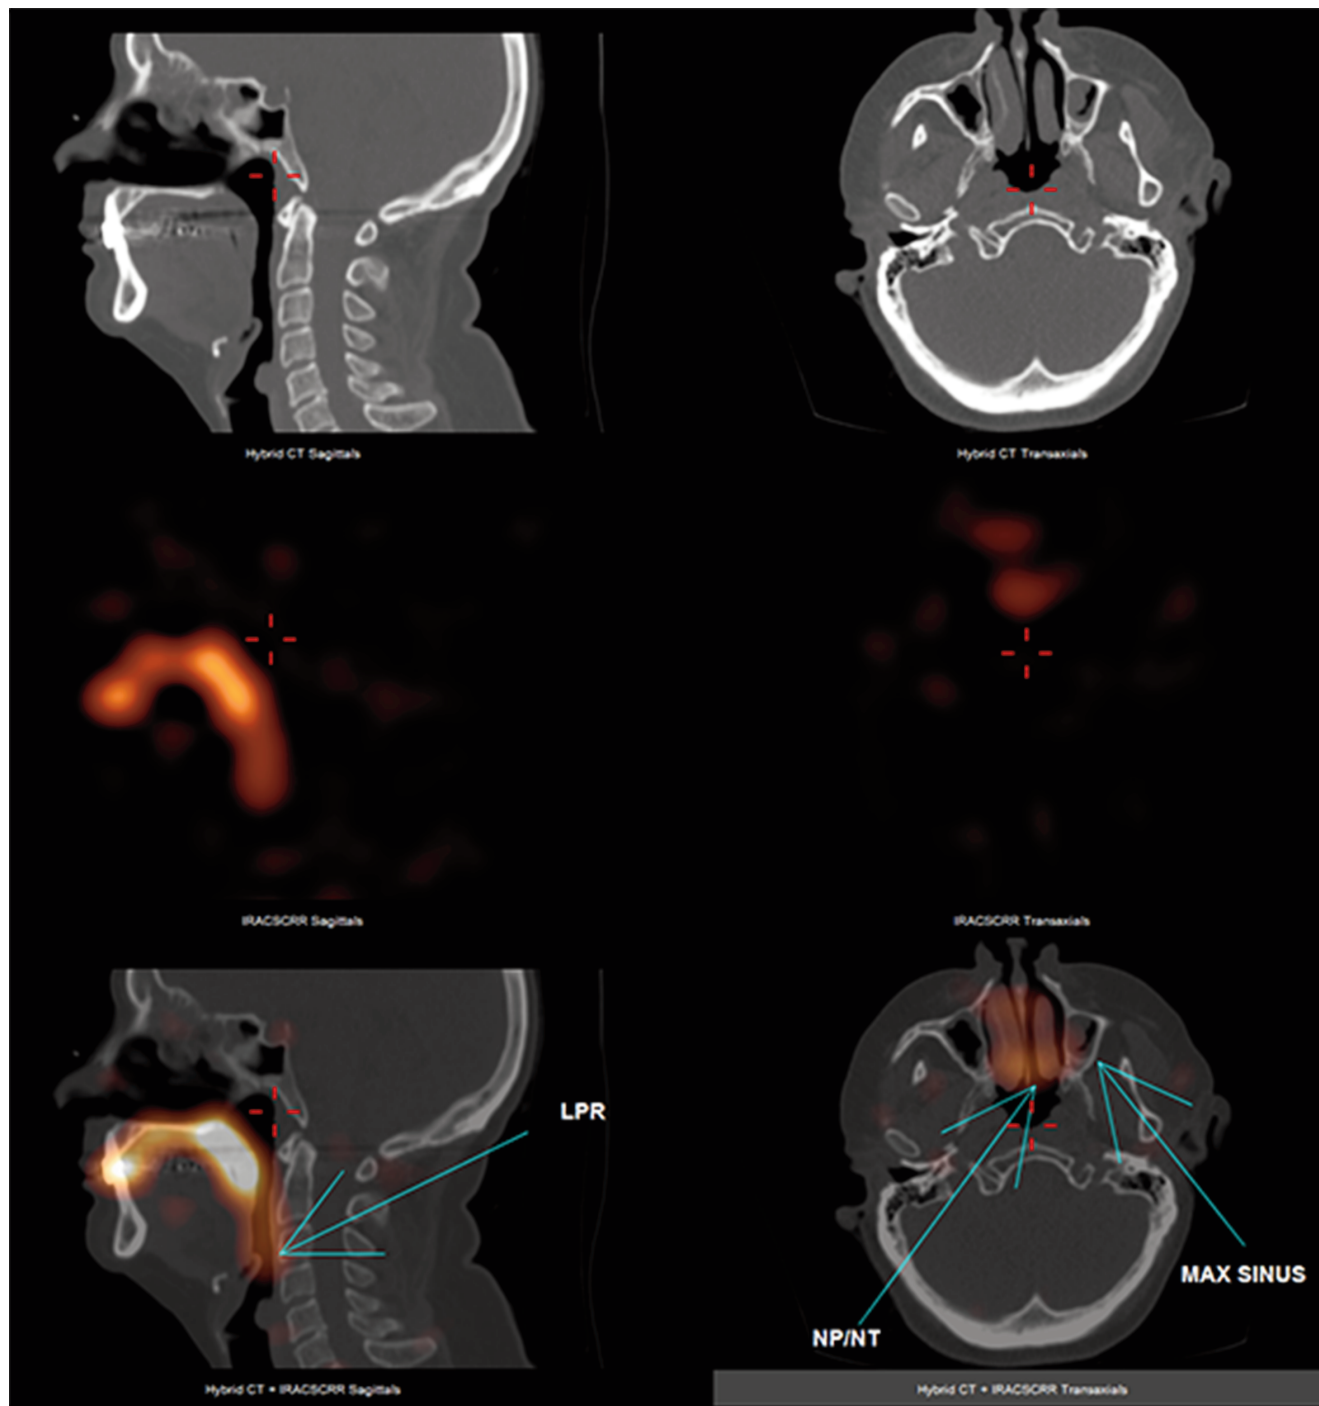 Hybrid CT Sagittals
Hybrid CT Transaxials
IRACSCRR Sagittals
IRACSCRR Transaxials
LPR
MAX SINUS
NP/NT
Hybrid CT + IRACSCRR Sagittals
Hybrid CT + IRACSCRR Transaxials